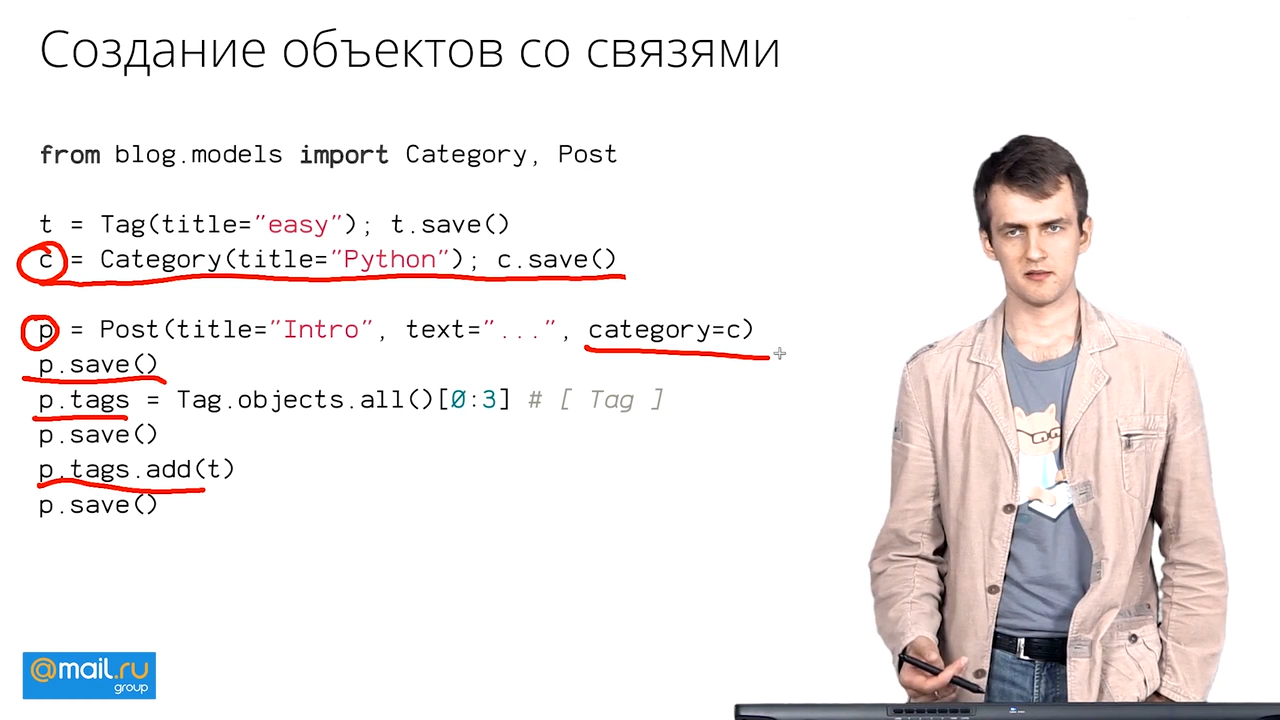 Создание объектов со связями
from blog.models import Category, Post
t = Tag(title="easy"); t.save()
c = Category(title="Python"); c.save()
p = Post(title="Intro", text="...", category=c)
p.save()
p.tags = Tag.objects.all()[0:3] # [ Tag ]
p.save()
p.tags.add(t)
p.save()
@mail.ru
group